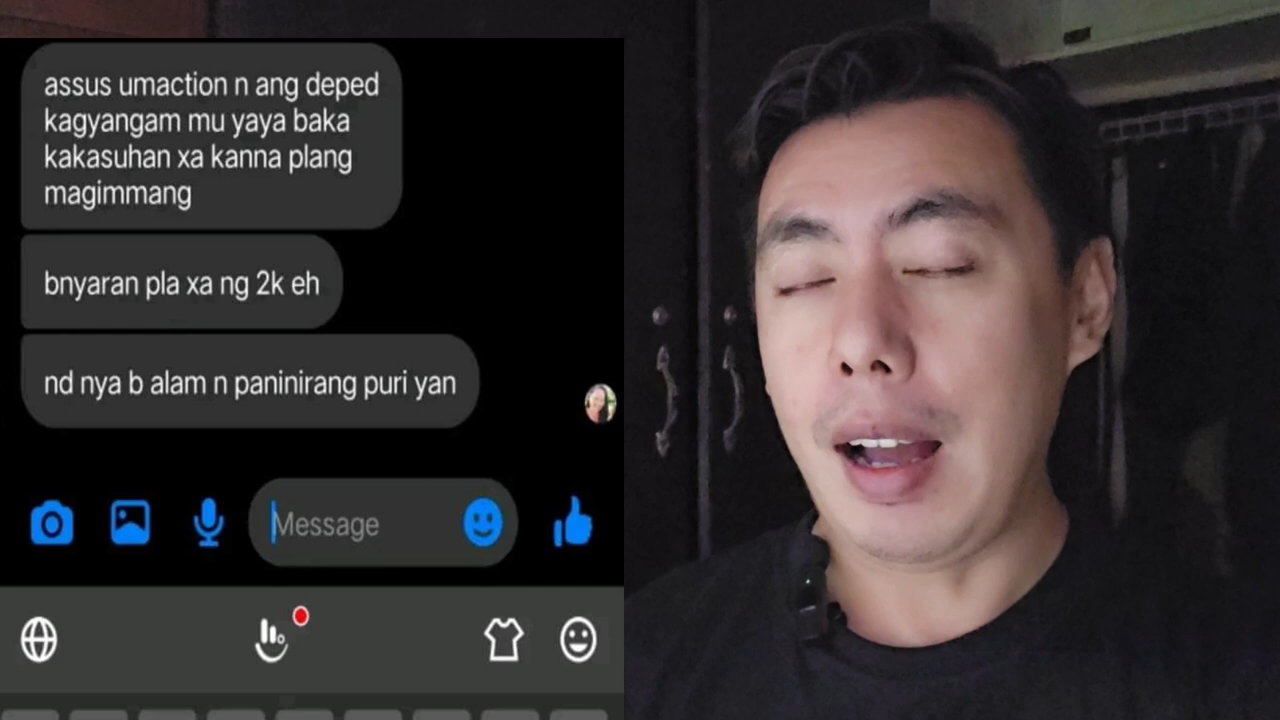 assus umaction n ang deped
kagyangam mu yaya baka
kakasuhan xa kanna plang
magimmang
bnyaran pla xa ng 2k eh
nd nya b alam n paninirang puri yan
Message